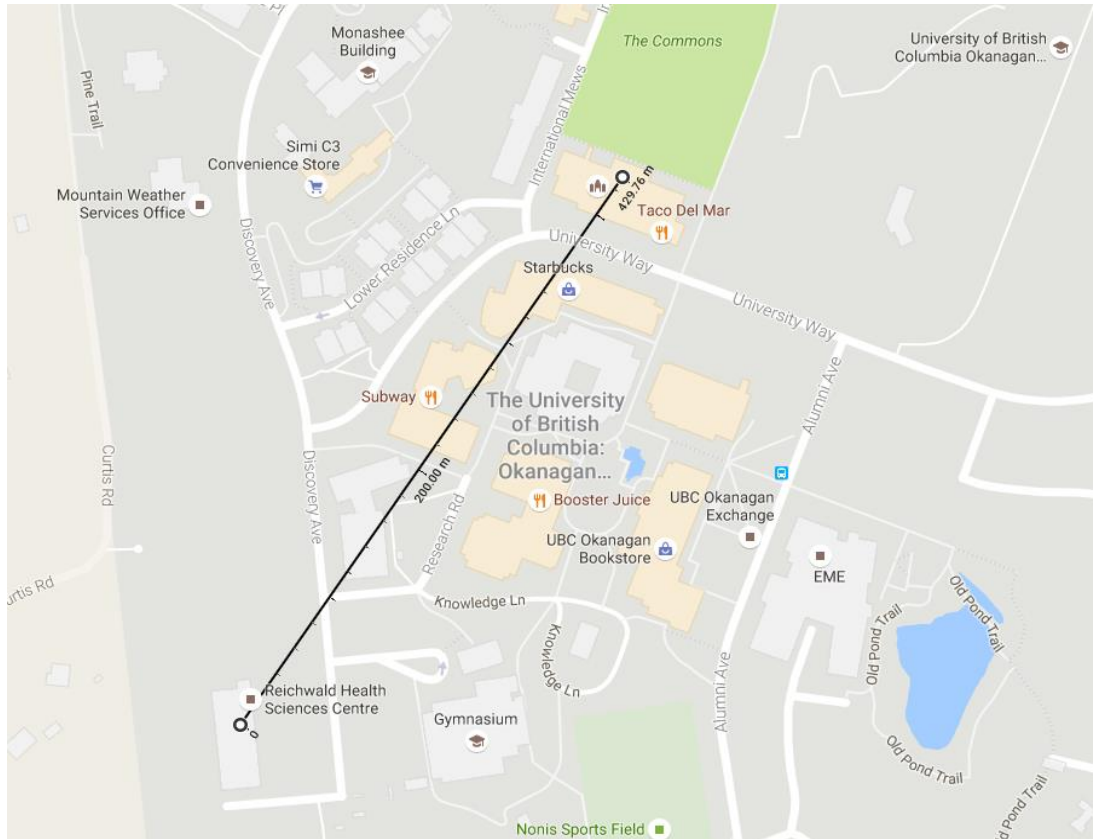 Monashee
Building
The Commons
University of British
Columbia Okanagan...
Pine Trail
International Mews
Simi C3
Convenience Store
Mountain Weather
Services Office
429.76 m
Taco Del Mar
Discovery Ave
Lower Residence Ln
University Way
Starbucks
University Way
Subway
The University
of British
Columbia:
Okanagan...
Alumni Ave
Curtis Rd
Discovery Ave
200.00 m
Research Rd
Booster Juice
UBC Okanagan
Exchange
UBC Okanagan
Bookstore
EME
Knowledge Ln
Knowledge Ln
Old Pond Trail
Old Pond Trail
Alumni Ave
Reichwald Health
Sciences Centre
0
Gymnasium
Old Pond Trail
Nonis Sports Field